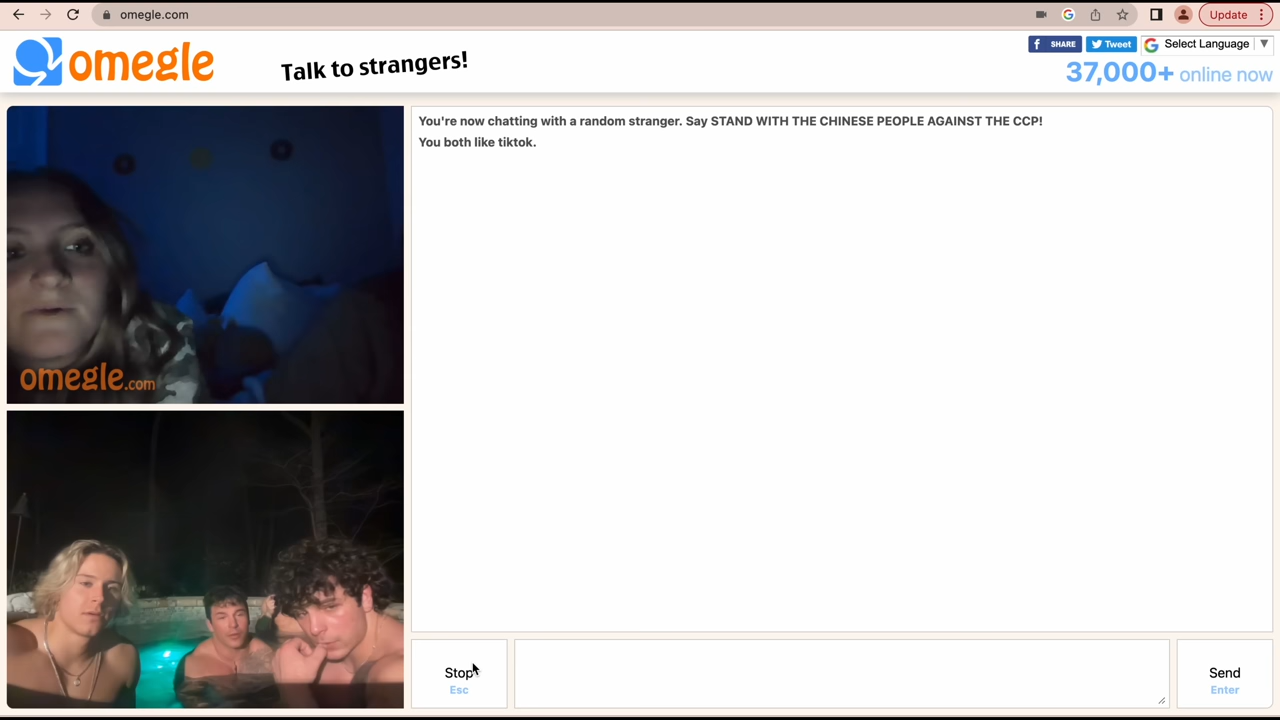 omegle.com
Update
omegle
Talk to strangers!
f SHARE
Tweet
G Select Language ▼
37,000+ online now
You're now chatting with a random stranger. Say STAND WITH THE CHINESE PEOPLE AGAINST THE CCP!
You both like tiktok.
omegle.com
Stop
Esc
Send
Enter